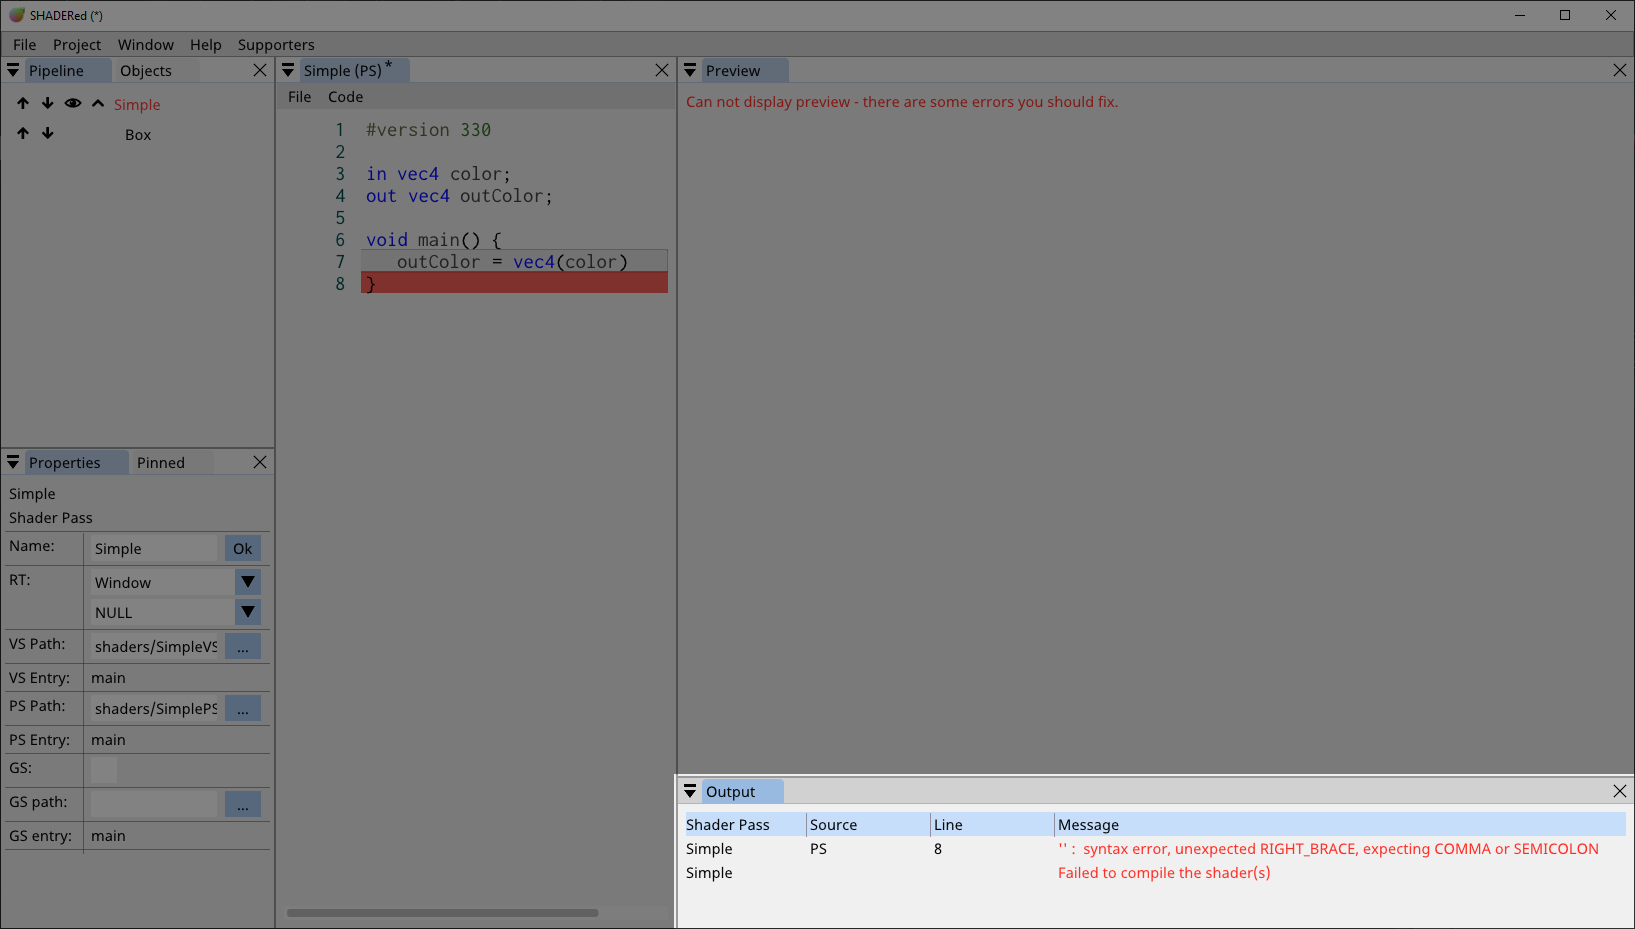 SHADERed (*)
File Project Window Help Supporters
Pipeline Objects
Simple
Box
Properties Pinned
Simple
Shader Pass
Name: Simple Ok
RT: Window
NULL
VS Path: shaders/SimpleVS ...
VS Entry: main
PS Path: shaders/SimplePS ...
PS Entry: main
GS:
GS path: ...
GS entry: main
Simple (PS)*
File Code
1 #version 330
2
3 in vec4 color;
4 out vec4 outColor;
5
6 void main() {
7 outColor = vec4(color)
8 }
Preview
Can not display preview - there are some errors you should fix.
Output
Shader Pass Source Line Message
Simple PS 8 '' : syntax error, unexpected RIGHT_BRACE, expecting COMMA or SEMICOLON
Simple Failed to compile the shader(s)